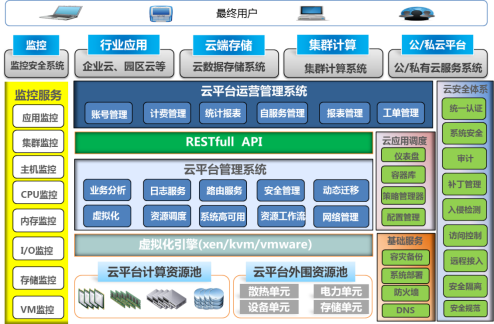 最终用户
监控
监控安全系统
行业应用
企业云、园区云等
云端存储
云数据存储系统
集群计算
集群计算系统
公/私云平台
公/私有云服务系统
监控服务
应用监控
集群监控
主机监控
CPU监控
内存监控
I/O监控
存储监控
VM监控
云平台运营管理系统
账号管理
计费管理
统计报表
自服务管理
报表管理
工单管理
RESTfull API
云平台管理系统
业务分析
日志服务
路由服务
安全管理
动态迁移
虚拟化
资源调度
系统高可用
资源工作流
网络管理
虚拟化引擎(xen/kvm/vmware)
云平台计算资源池
云平台外围资源池
散热单元
电力单元
设备单元
存储单元
云应用调度
仪表盘
容器库
策略管理器
配置管理
基础服务
容灾备份
系统部署
防火墙
DNS
云安全体系
统一认证
系统安全
审计
补丁管理
入侵检测
访问控制
远程接入
安全隔离
安全规范